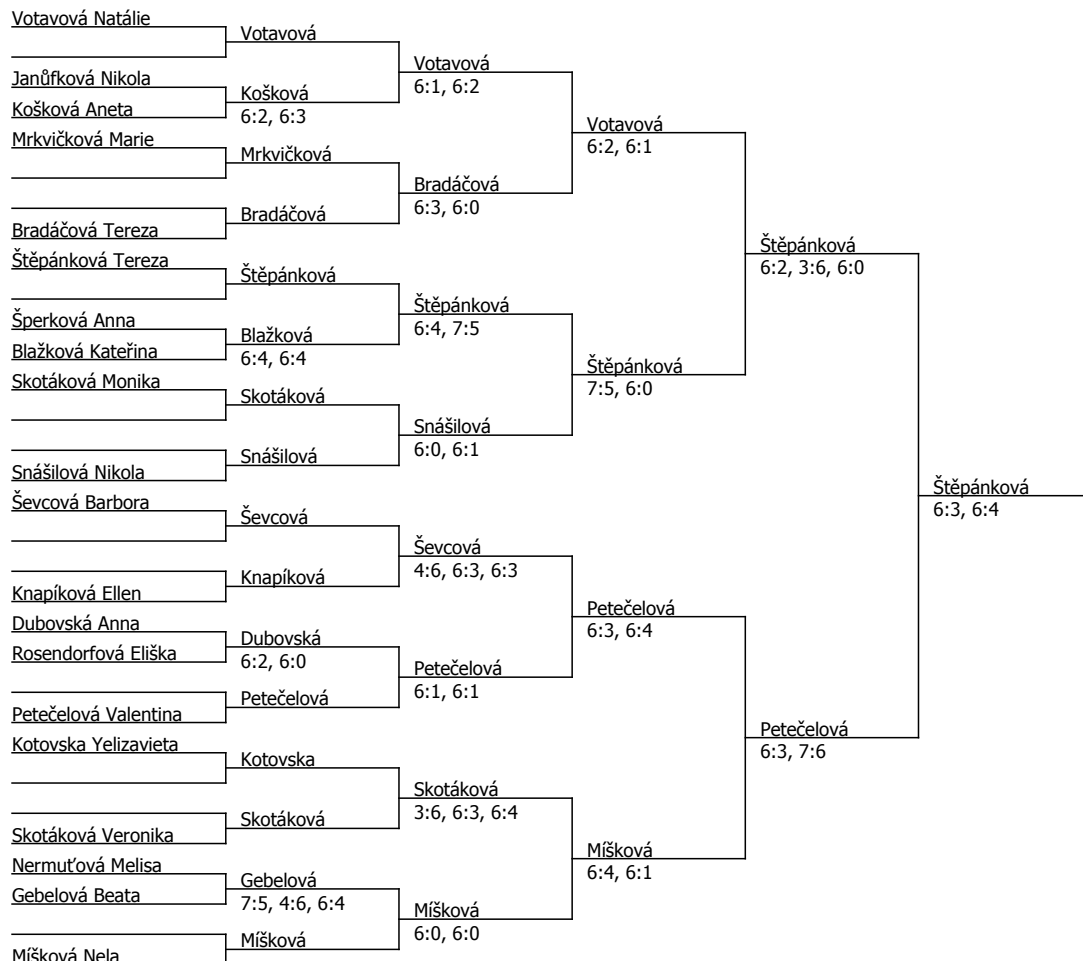 Votavová Natálie
Janůfková Nikola
Košková Aneta
Mrkvičková Marie
Bradáčová Tereza
Štěpánková Tereza
Šperková Anna
Blažková Kateřina
Skotáková Monika
Snášilová Nikola
Ševcová Barbora
Knapíková Ellen
Dubovská Anna
Rosendorfová Eliška
Petečelová Valentina
Kotovska Yelizavieta
Skotáková Veronika
Nermuťová Melisa
Gebelová Beata
Míšková Nela
Votavová
Košková
6:2, 6:3
Mrkvičková
Bradáčová
Štěpánková
Blažková
6:4, 6:4
Skotáková
Snášilová
Ševcová
Knapíková
Dubovská
6:2, 6:0
Petečelová
Kotovska
Skotáková
Gebelová
7:5, 4:6, 6:4
Míšková
Votavová
6:1, 6:2
Bradáčová
6:3, 6:0
Štěpánková
6:4, 7:5
Snášilová
6:0, 6:1
Ševcová
4:6, 6:3, 6:3
Petečelová
6:1, 6:1
Skotáková
3:6, 6:3, 6:4
Míšková
6:0, 6:0
Votavová
6:2, 6:1
Štěpánková
7:5, 6:0
Petečelová
6:3, 6:4
Míšková
6:4, 6:1
Štěpánková
6:2, 3:6, 6:0
Petečelová
6:3, 7:6
Štěpánková
6:3, 6:4